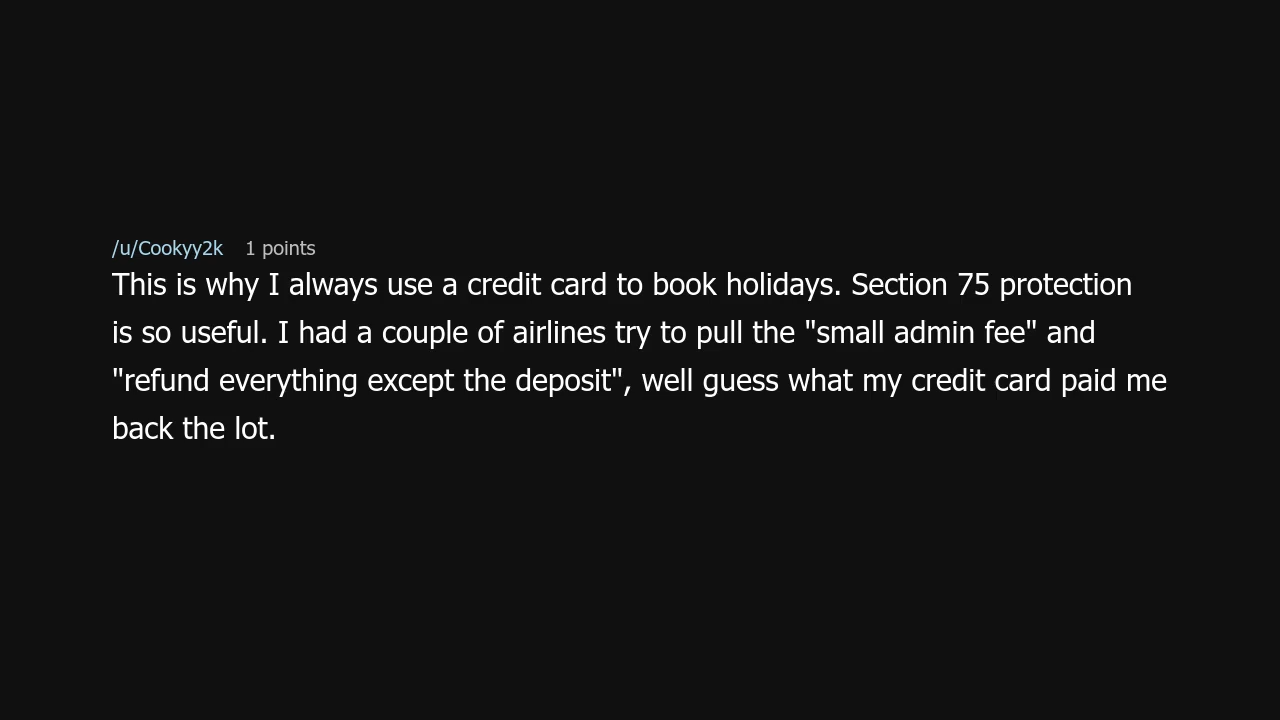 /u/Cookyy2k 1 points
This is why I always use a credit card to book holidays. Section 75 protection
is so useful. I had a couple of airlines try to pull the "small admin fee" and
"refund everything except the deposit", well guess what my credit card paid me
back the lot.